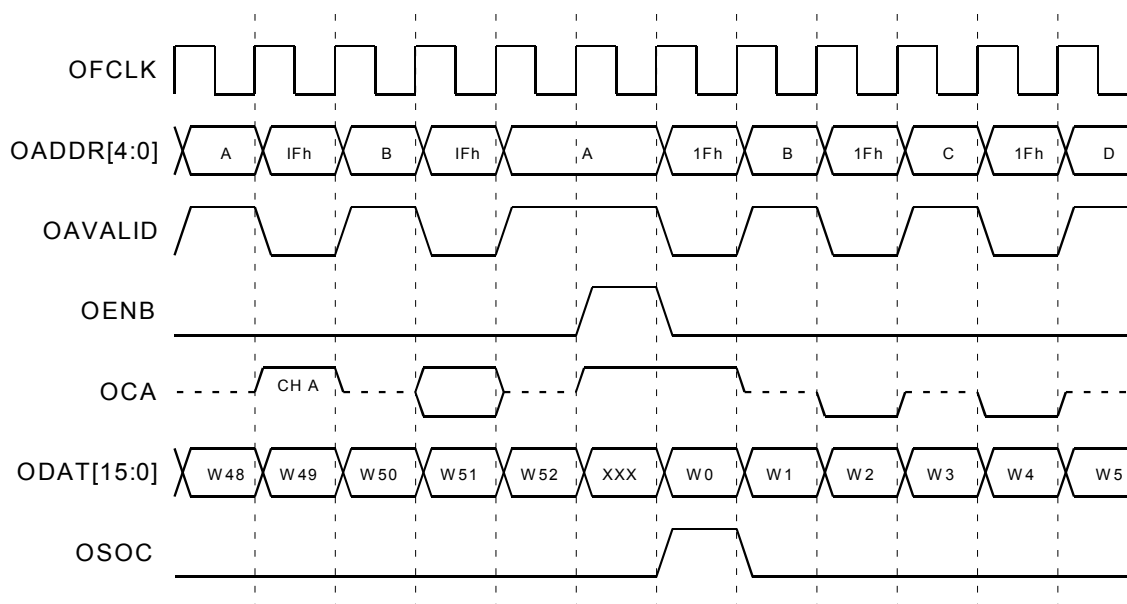 OFCLK
OADDR[4:0] A IFh B IFh A 1Fh B 1Fh C 1Fh D
OAVALID
OENB
OCA CH A
ODAT[15:0] W48 W49 W50 W51 W52 XXX W0 W1 W2 W3 W4 W5
OSOC